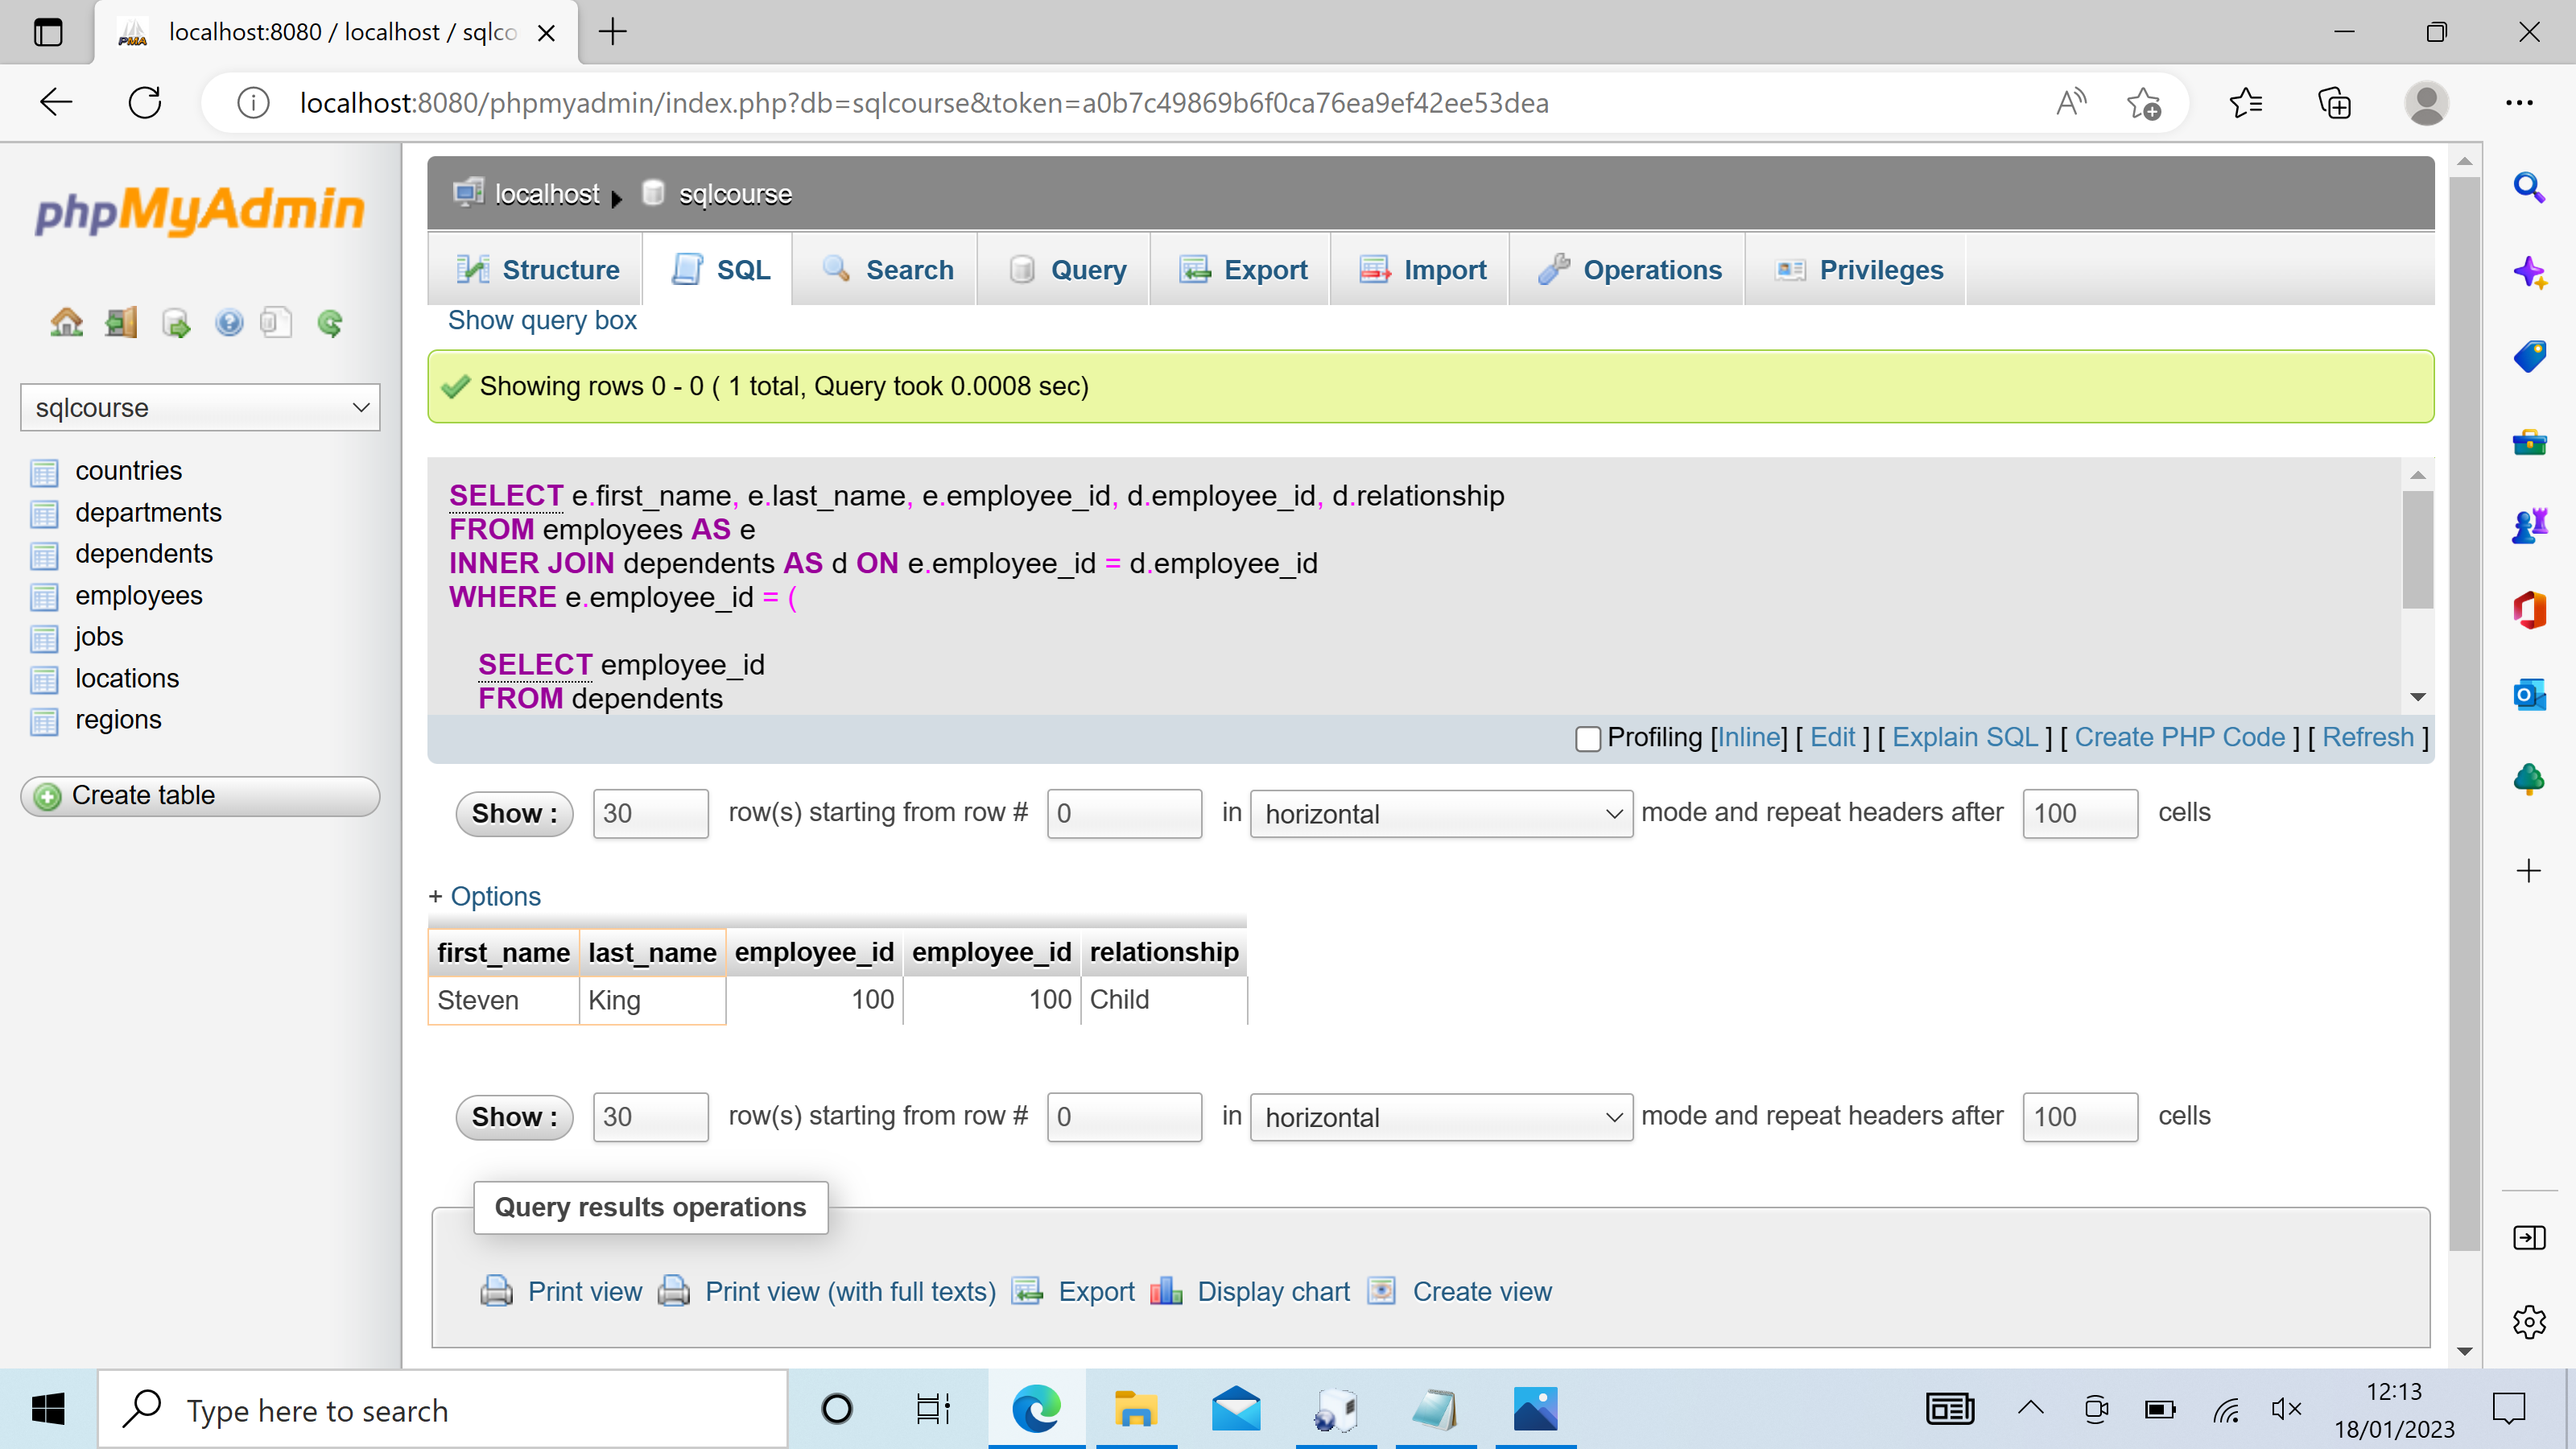 localhost:8080 / localhost / sqlco
localhost:8080/phpmyadmin/index.php?db=sqlcourse&token=a0b7c49869b6f0ca76ea9ef42ee53dea
phpMyAdmin
sqlcourse
countries
departments
dependents
employees
jobs
locations
regions
Create table
localhost sqlcourse
Structure SQL Search Query Export Import Operations Privileges
Show query box
Showing rows 0 - 0 ( 1 total, Query took 0.0008 sec)
SELECT e.first_name, e.last_name, e.employee_id, d.employee_id, d.relationship
FROM employees AS e
INNER JOIN dependents AS d ON e.employee_id = d.employee_id
WHERE e.employee_id = (
SELECT employee_id
FROM dependents
Profiling [Inline] [ Edit ] [ Explain SQL ] [ Create PHP Code ] [ Refresh ]
Show : 30 row(s) starting from row # 0 in horizontal mode and repeat headers after 100 cells
+ Options
first_name last_name employee_id employee_id relationship
Steven King 100 100 Child
Show : 30 row(s) starting from row # 0 in horizontal mode and repeat headers after 100 cells
Query results operations
Print view Print view (with full texts) Export Display chart Create view
Type here to search
12:13
18/01/2023